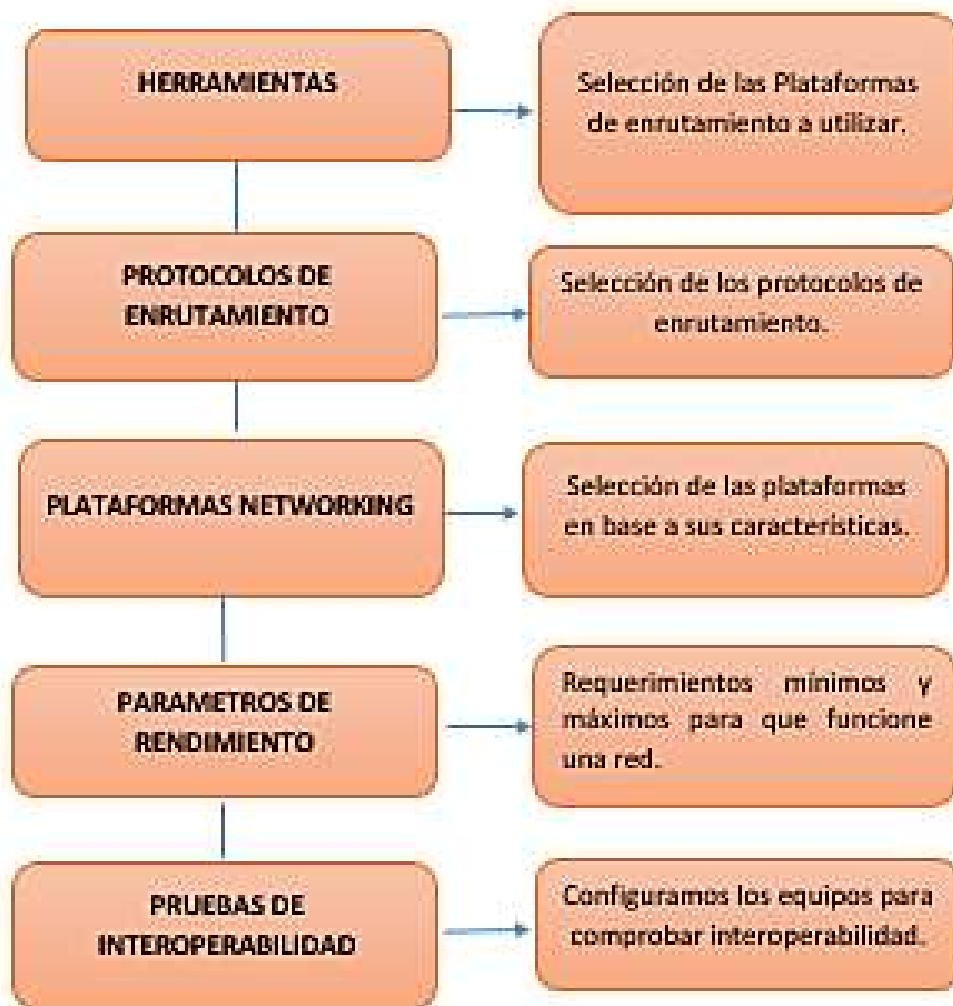 HERRAMIENTAS
Selección de las Plataformas
de enrutamiento a utilizar.
PROTOCOLOS DE
ENRUTAMIENTO
Selección de los protocolos de
enrutamiento.
PLATAFORMAS NETWORKING
Selección de las plataformas
en base a sus características.
PARAMETROS DE
RENDIMIENTO
Requerimientos mínimos y
máximos para que funcione
una red.
PRUEBAS DE
INTEROPERABILIDAD
Configuramos los equipos para
comprobar interoperabilidad.